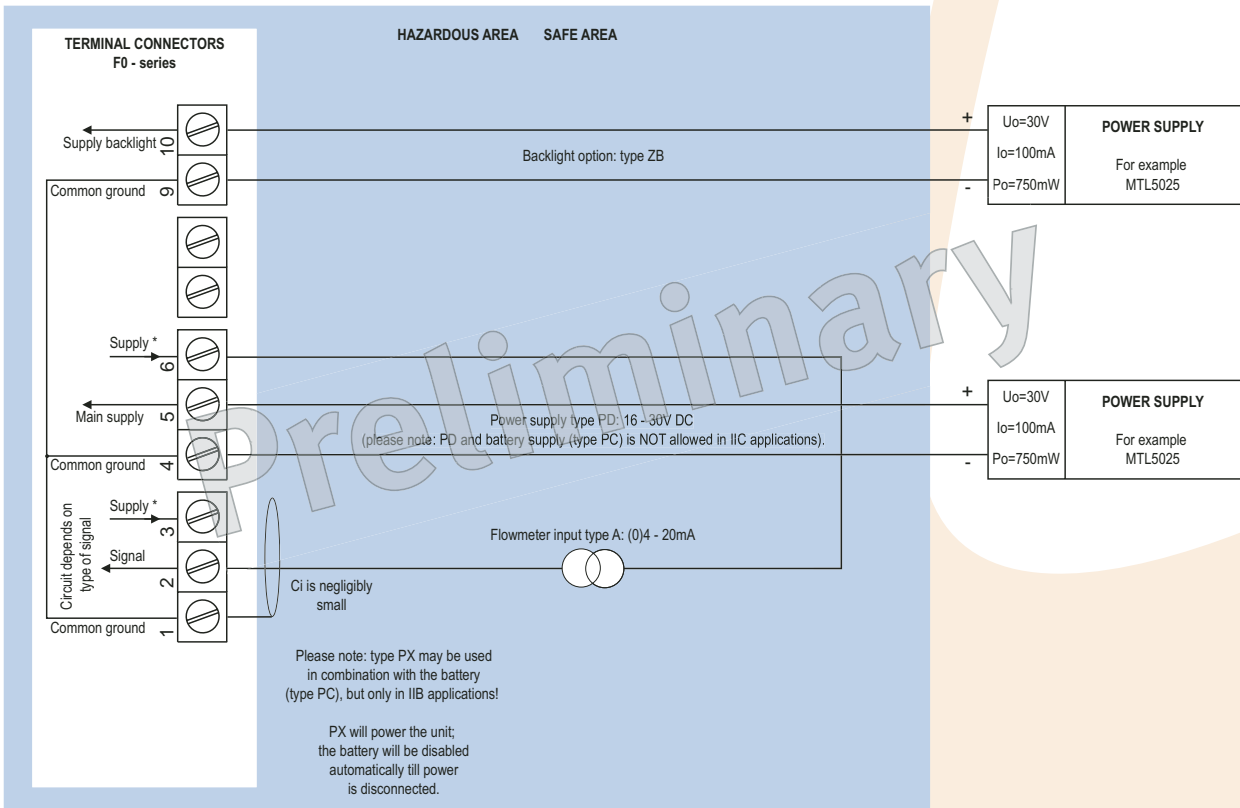 TERMINAL CONNECTORS
F0 - series
HAZARDOUS AREA SAFE AREA
Supply backlight
10
Common ground
9
Backlight option: type ZB
+
-
Uo=30V
Io=100mA
Po=750mW
POWER SUPPLY
For example
MTL5025
Supply *
6
Main supply
5
Common ground
4
Power supply type PD: 16 - 30V DC
(please note: PD and battery supply (type PC) is NOT allowed in IIC applications).
+
-
Uo=30V
Io=100mA
Po=750mW
POWER SUPPLY
For example
MTL5025
Preliminary
Circuit depends on
type of signal
Supply *
3
Signal
2
Common ground
1
Flowmeter input type A: (0)4 - 20mA
Ci is negligibly
small
Please note: type PX may be used
in combination with the battery
(type PC), but only in IIB applications!
PX will power the unit;
the battery will be disabled
automatically till power
is disconnected.